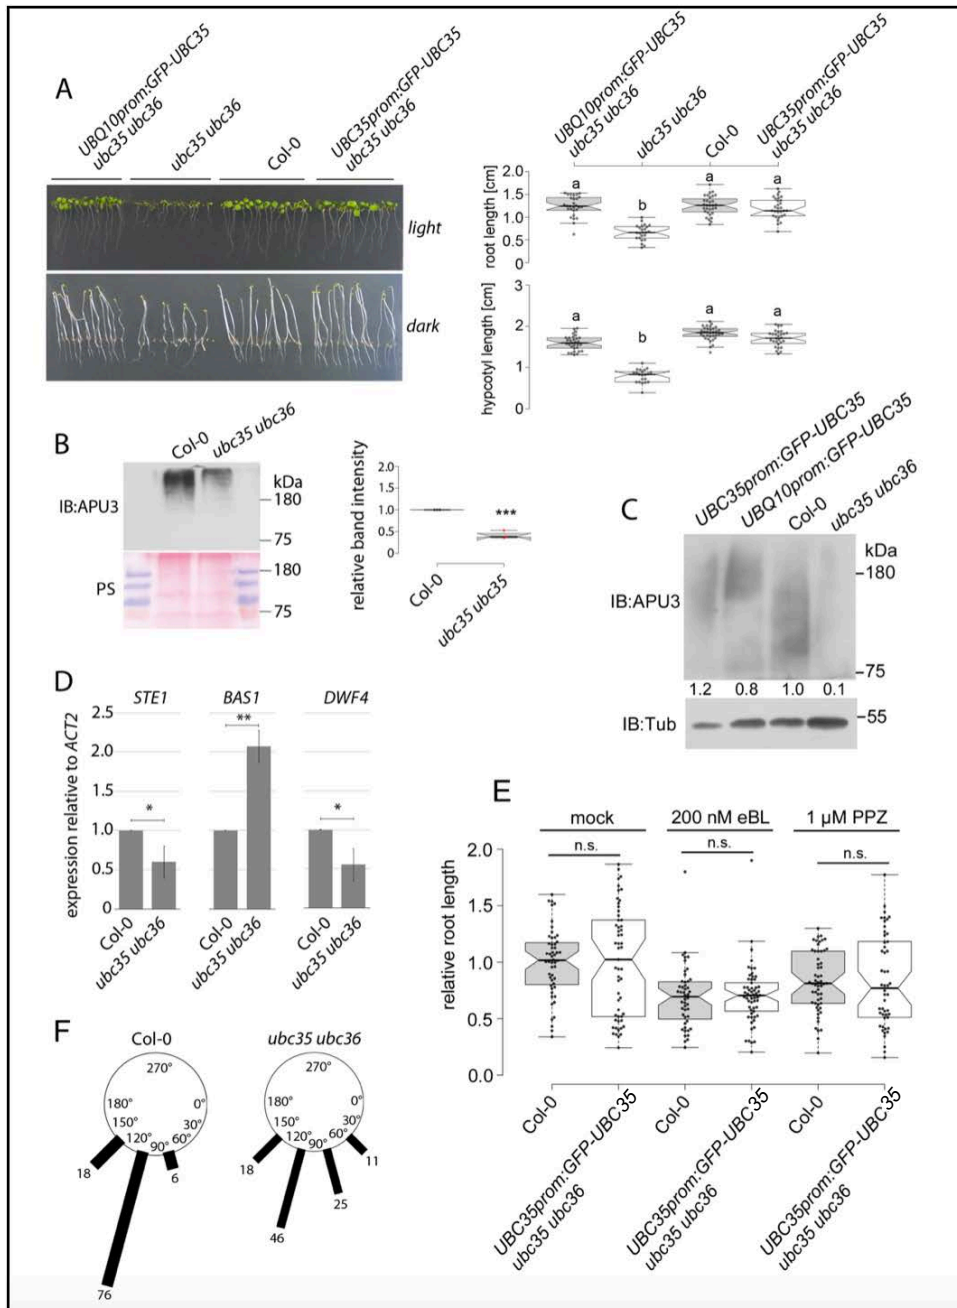 A
UBQ10prom:GFP-UBC35
ubc35 ubc36
ubc35 ubc36
Col-0
UBC35prom:GFP-UBC35
ubc35 ubc36
light
dark
UBQ10prom:GFP-UBC35
ubc35 ubc36
ubc35 ubc36
Col-0
UBC35prom:GFP-UBC35
ubc35 ubc36
root length [cm]
2.0
1.5
1.0
0.5
0
a
b
a
a
hypcotyl length [cm]
3
2
1
0
a
b
a
a
B
Col-0
ubc35 ubc36
IB:APU3
kDa
180
75
PS
180
75
relative band intensity
2.0
1.5
1.0
0.5
0
***
Col-0
ubc35 ubc35
C
UBC35prom:GFP-UBC35
UBQ10prom:GFP-UBC35
Col-0
ubc35 ubc36
kDa
180
IB:APU3
75
1.2 0.8 1.0 0.1
IB:Tub
55
D
STE1 BAS1 DWF4
expression relative to ACT2
2.5
2.0
1.5
1.0
0.5
0
*
**
*
Col-0
ubc35 ubc36
Col-0
ubc35 ubc36
Col-0
ubc35 ubc36
E
mock 200 nM eBL 1 µM PPZ
n.s. n.s. n.s.
relative root length
2.0
1.5
1.0
0.5
0.0
Col-0
UBC35prom:GFP-UBC35
ubc35 ubc36
Col-0
UBC35prom:GFP-UBC35
ubc35 ubc36
Col-0
UBC35prom:GFP-UBC35
ubc35 ubc36
F
Col-0
270°
180° 0°
150° 30°
120° 90° 60°
18
6
76
ubc35 ubc36
270°
180° 0°
150° 30°
120° 90° 60°
18
11
25
46